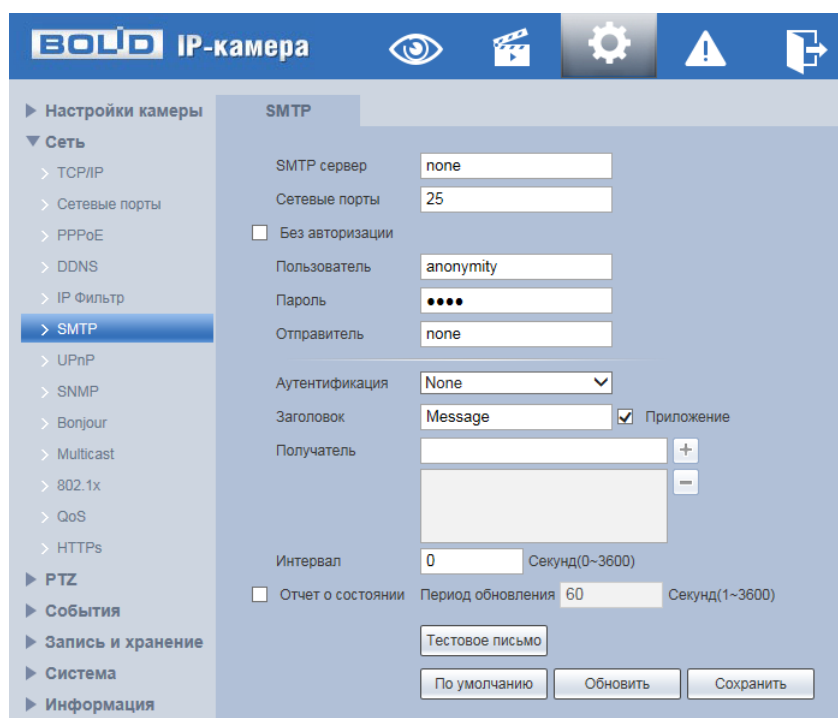 BOLID IP-камера
Настройки камеры
Сеть
TCP/IP
Сетевые порты
PPPoE
DDNS
IP Фильтр
SMTP
UPnP
SNMP
Bonjour
Multicast
802.1x
QoS
HTTPs
PTZ
События
Запись и хранение
Система
Информация
SMTP
SMTP сервер none
Сетевые порты 25
Без авторизации
Пользователь anonymity
Пароль ••••
Отправитель none
Аутентификация None
Заголовок Message Приложение
Получатель
Интервал 0 Секунд(0~3600)
Отчет о состоянии Период обновления 60 Секунд(1~3600)
Тестовое письмо
По умолчанию Обновить Сохранить